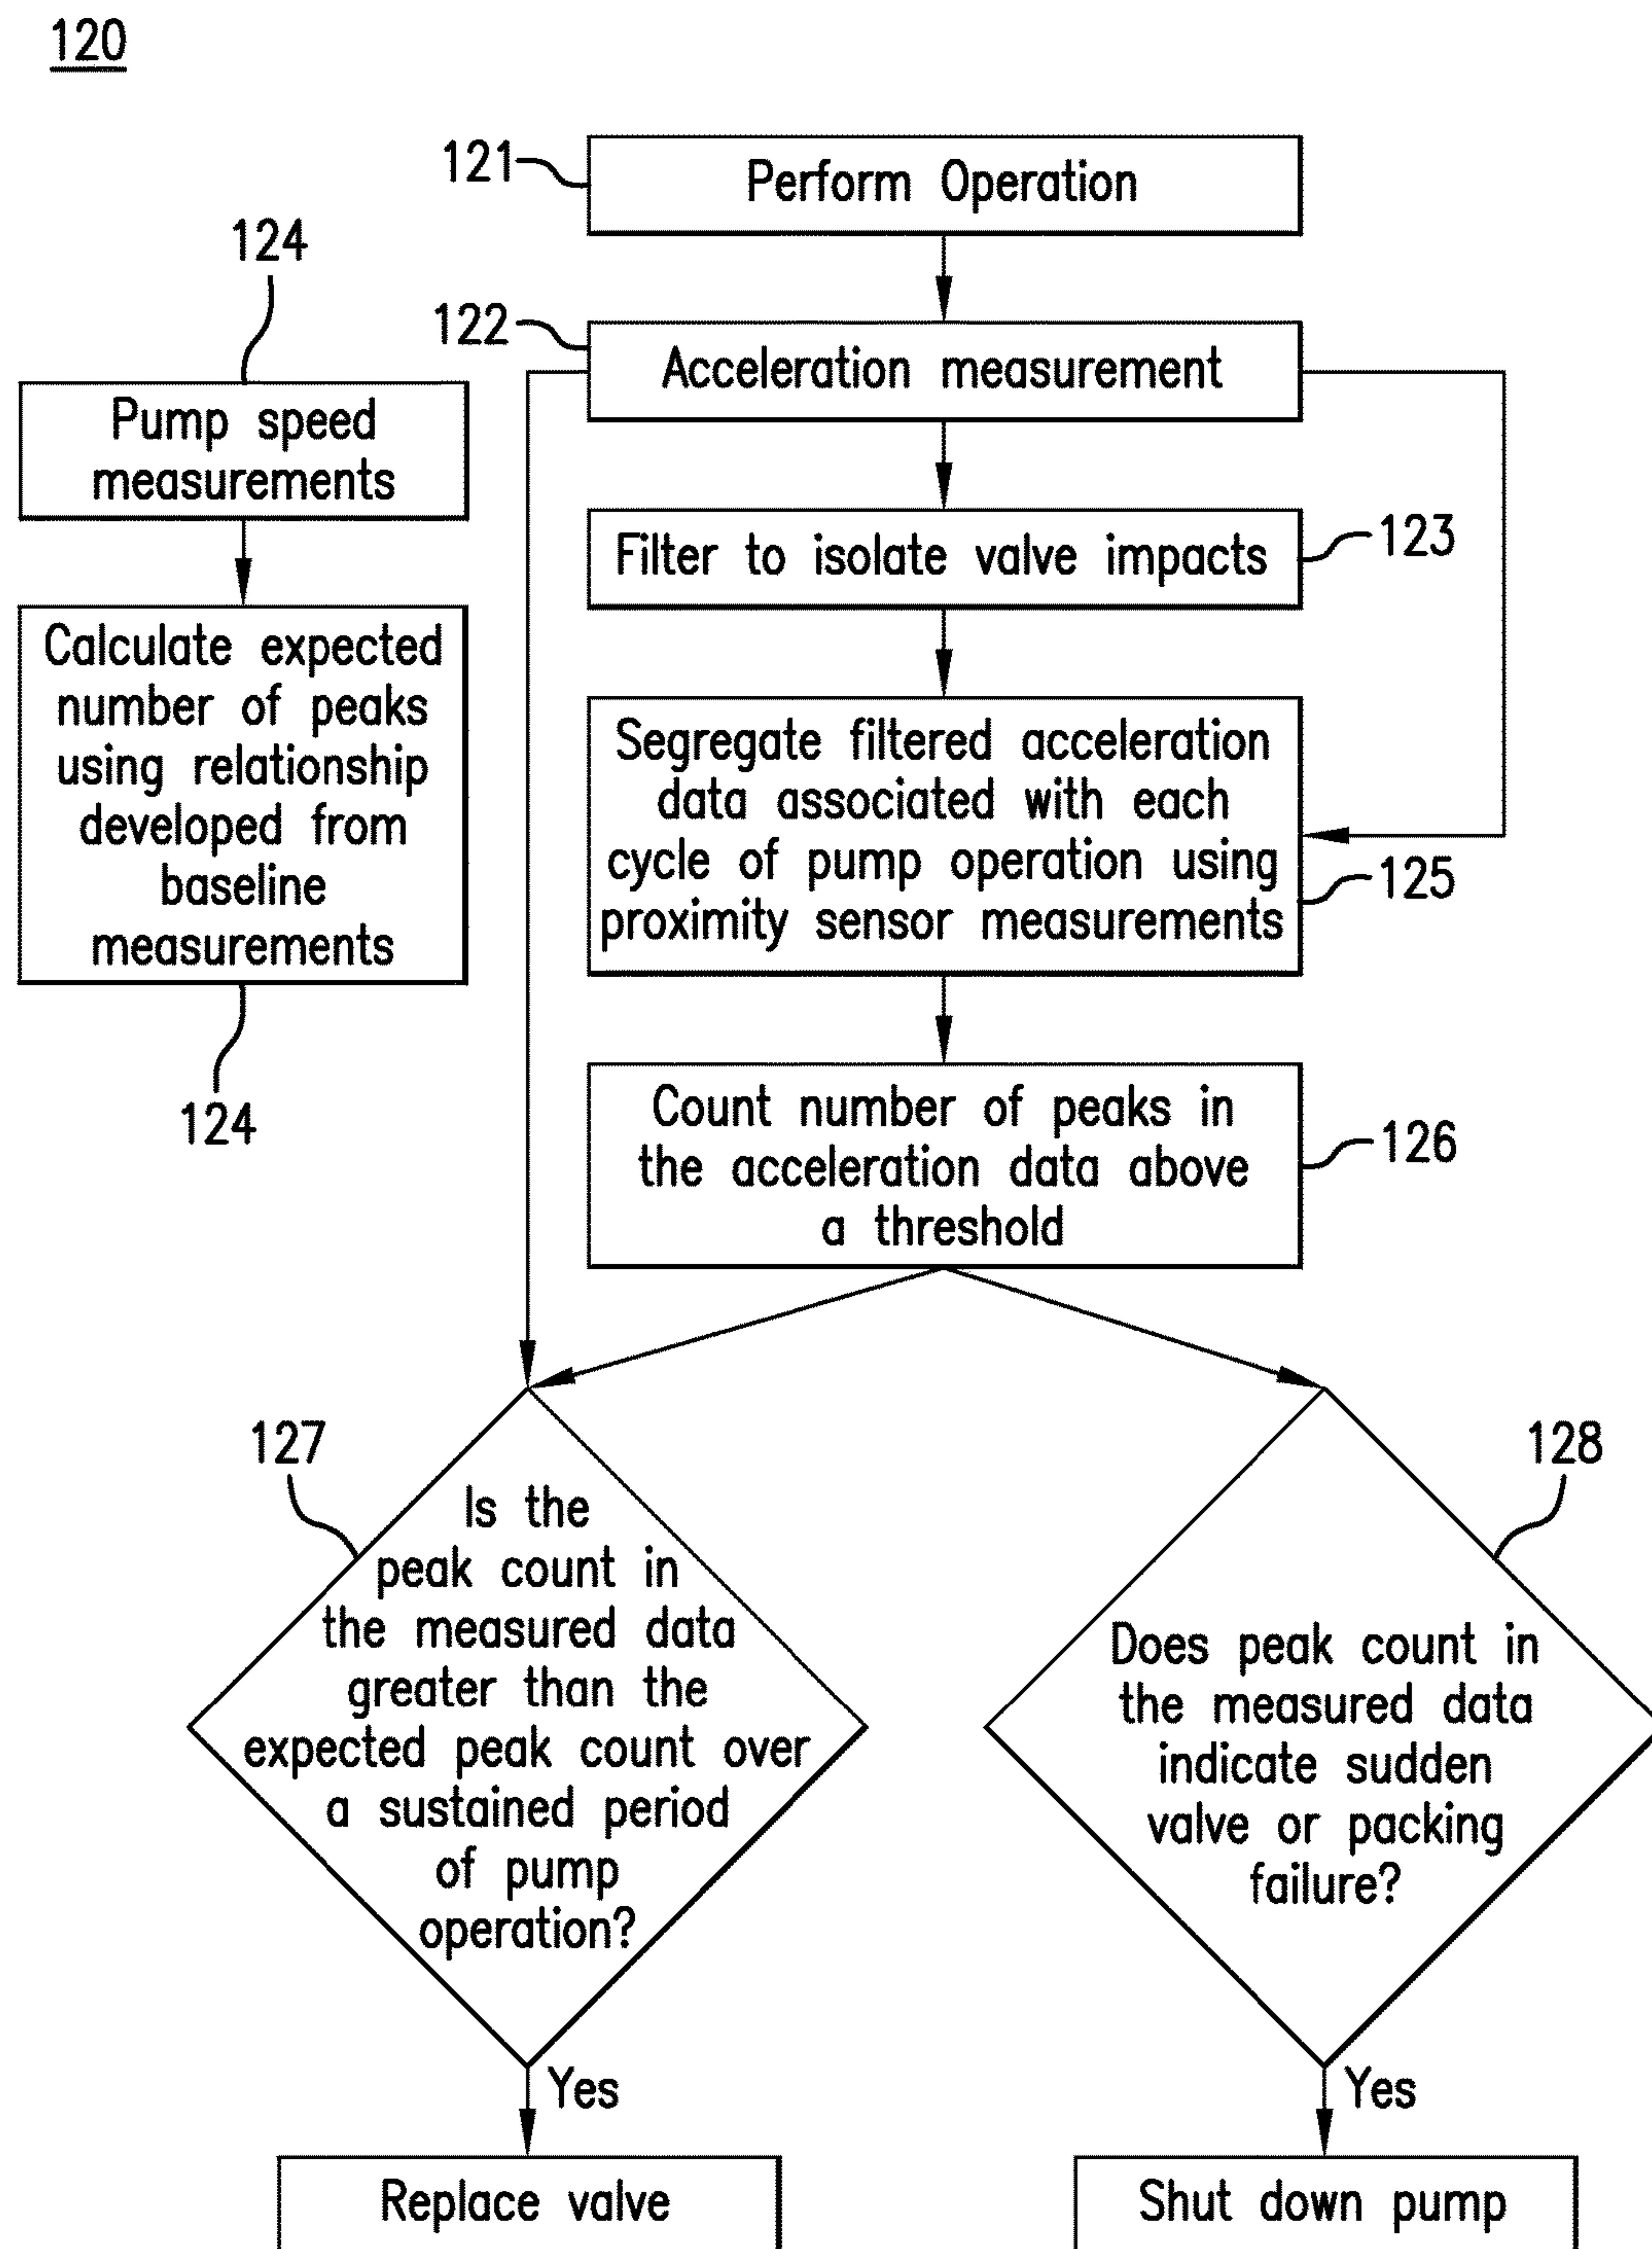 120
121
Perform Operation
124
122
Acceleration measurement
Pump speed
measurements
Filter to isolate valve impacts
123
Calculate expected
number of peaks
using relationship
developed from
baseline
measurements
124
Segregate filtered acceleration
data associated with each
cycle of pump operation using
proximity sensor measurements
125
Count number of peaks in
the acceleration data above
a threshold
126
127
Is the
peak count in
the measured data
greater than the
expected peak count over
a sustained period
of pump
operation?
128
Does peak count in
the measured data
indicate sudden
valve or packing
failure?
Yes
Yes
Replace valve
Shut down pump